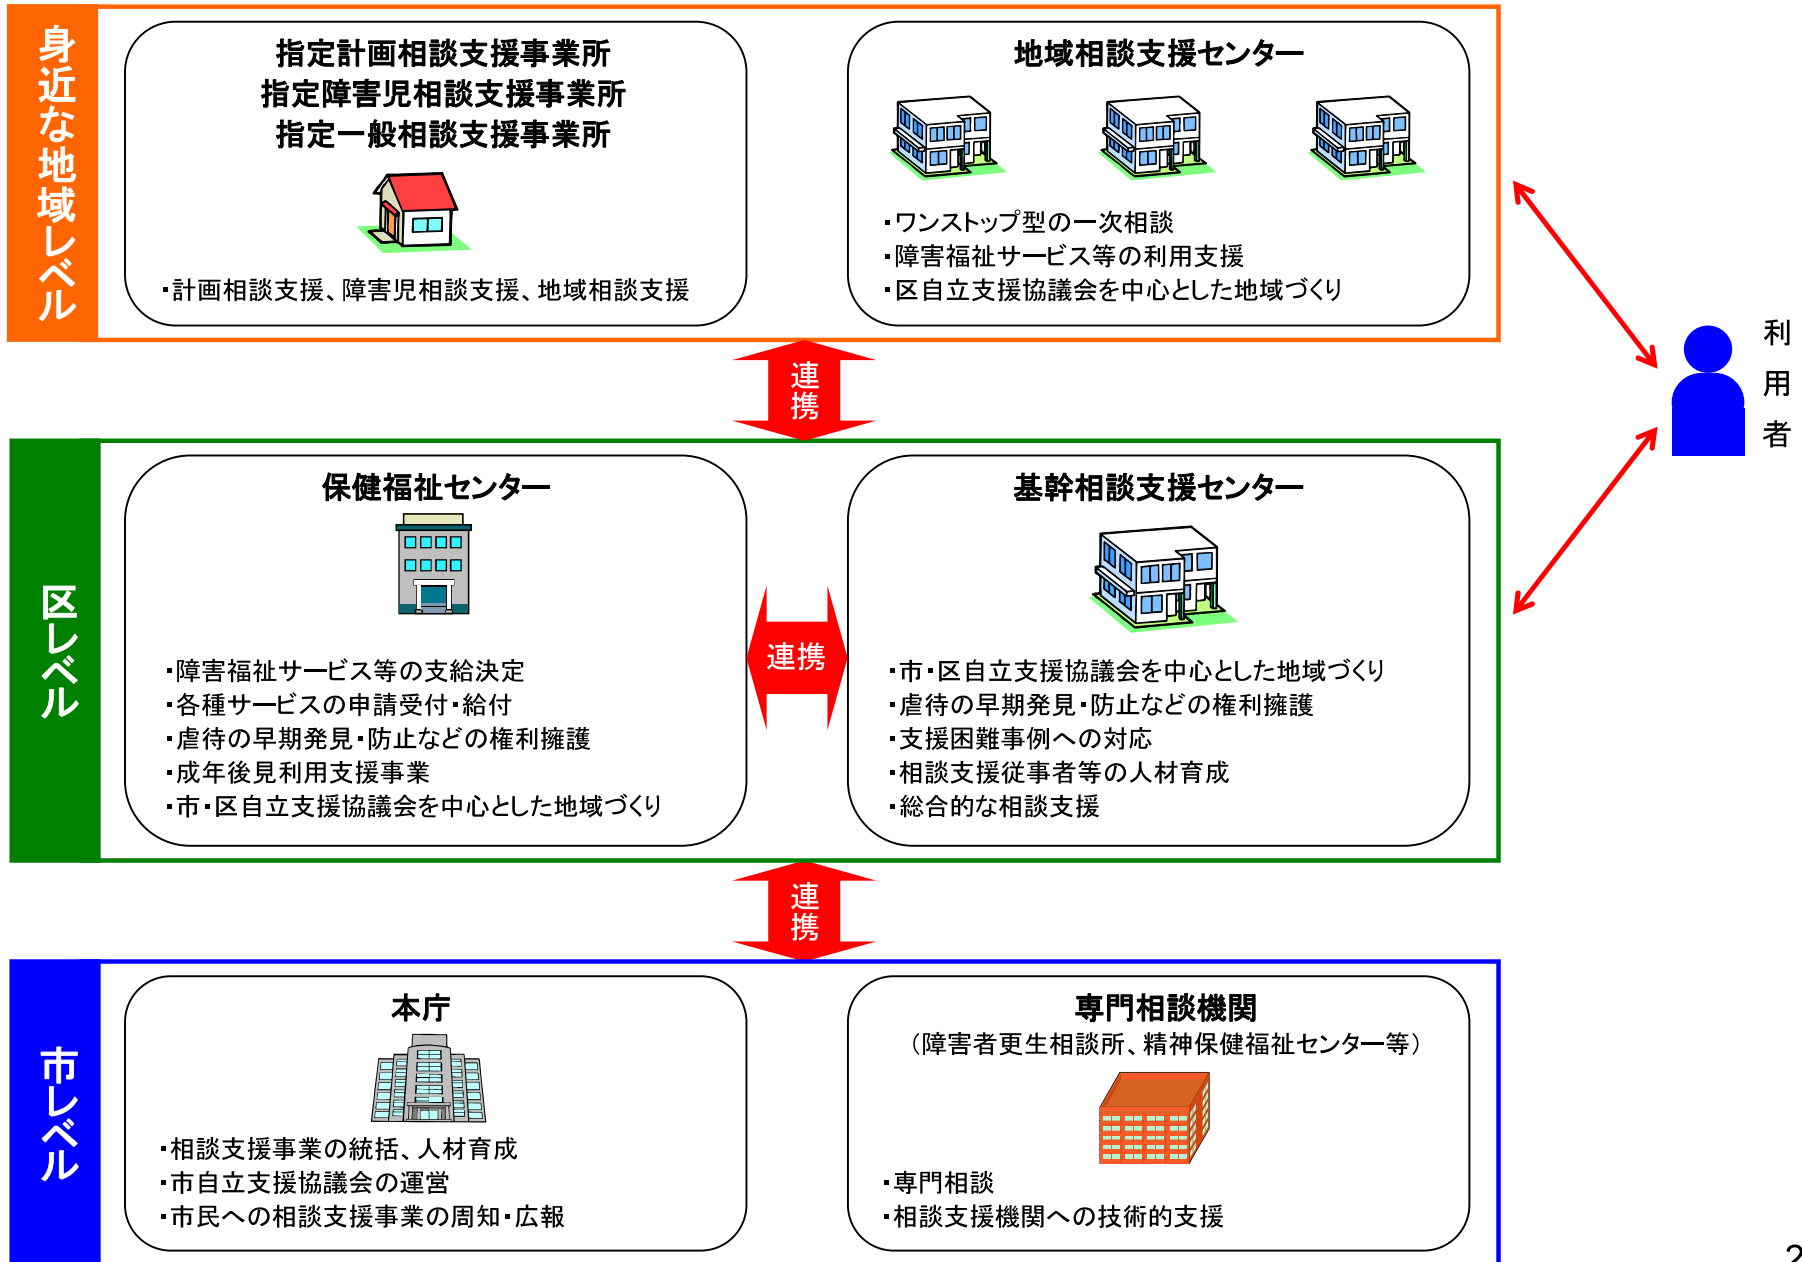 身近な地域レベル
指定計画相談支援事業所
指定障害児相談支援事業所
指定一般相談支援事業所
・計画相談支援、障害児相談支援、地域相談支援
地域相談支援センター
・ワンストップ型の一次相談
・障害福祉サービス等の利用支援
・区自立支援協議会を中心とした地域づくり
連携
利用者
区レベル
保健福祉センター
・障害福祉サービス等の支給決定
・各種サービスの申請受付・給付
・虐待の早期発見・防止などの権利擁護
・成年後見利用支援事業
・市・区自立支援協議会を中心とした地域づくり
連携
基幹相談支援センター
・市・区自立支援協議会を中心とした地域づくり
・虐待の早期発見・防止などの権利擁護
・支援困難事例への対応
・相談支援従事者等の人材育成
・総合的な相談支援
連携
市レベル
本庁
・相談支援事業の統括、人材育成
・市自立支援協議会の運営
・市民への相談支援事業の周知・広報
専門相談機関
（障害者更生相談所、精神保健福祉センター等）
・専門相談
・相談支援機関への技術的支援
2